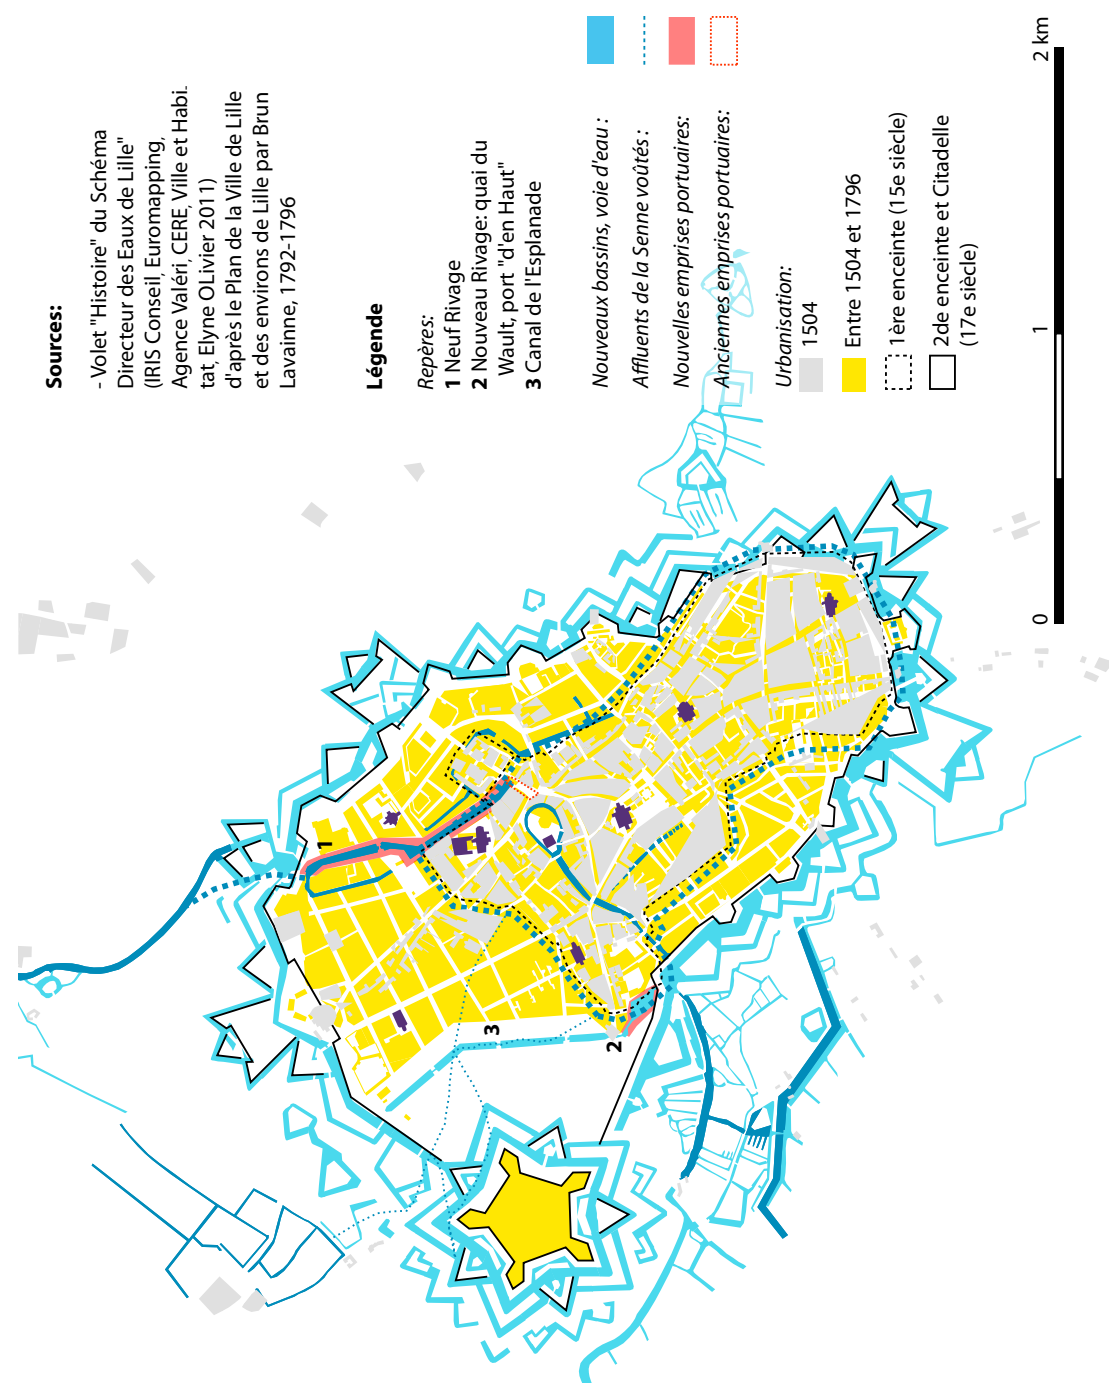 Sources:
- Volet "Histoire" du Schéma
Directeur des Eaux de Lille"
(IRIS Conseil, Euromapping,
Agence Valéri, CERE, Ville et Habi-
tat, Elyne OLivier 2011)
d'après le Plan de la Ville de Lille
et des environs de Lille par Brun
Lavainne, 1792-1796
Légende
Repères:
1 Neuf Rivage
2 Nouveau Rivage: quai du
Wault, port "d'en Haut"
3 Canal de l'Esplanade
Nouveaux bassins, voie d'eau :
Affluents de la Senne voûtés :
Nouvelles emprises portuaires:
Anciennes emprises portuaires:
Urbanisation:
1504
Entre 1504 et 1796
1ère enceinte (15e siècle)
2de enceinte et Citadelle
(17e siècle)
0 1 2 km
1
3
2